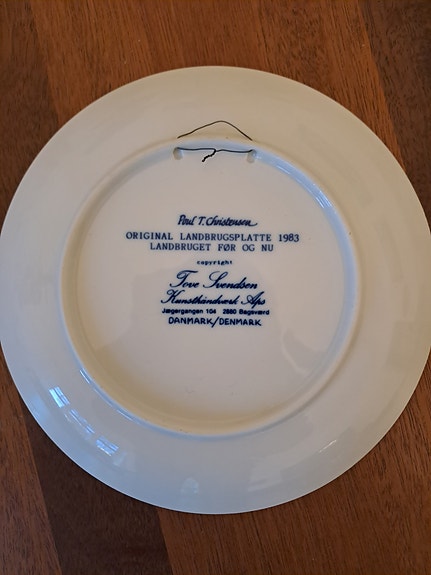 Poul T. Christensen
ORIGINAL LANDBRUGSPLATTE 1983
LANDBRUGET FØR OG NU
copyright
Tove Svendsen
Kunsthåndværk Aps
Jægergangen 104 2880 Bagsværd
DANMARK/DENMARK